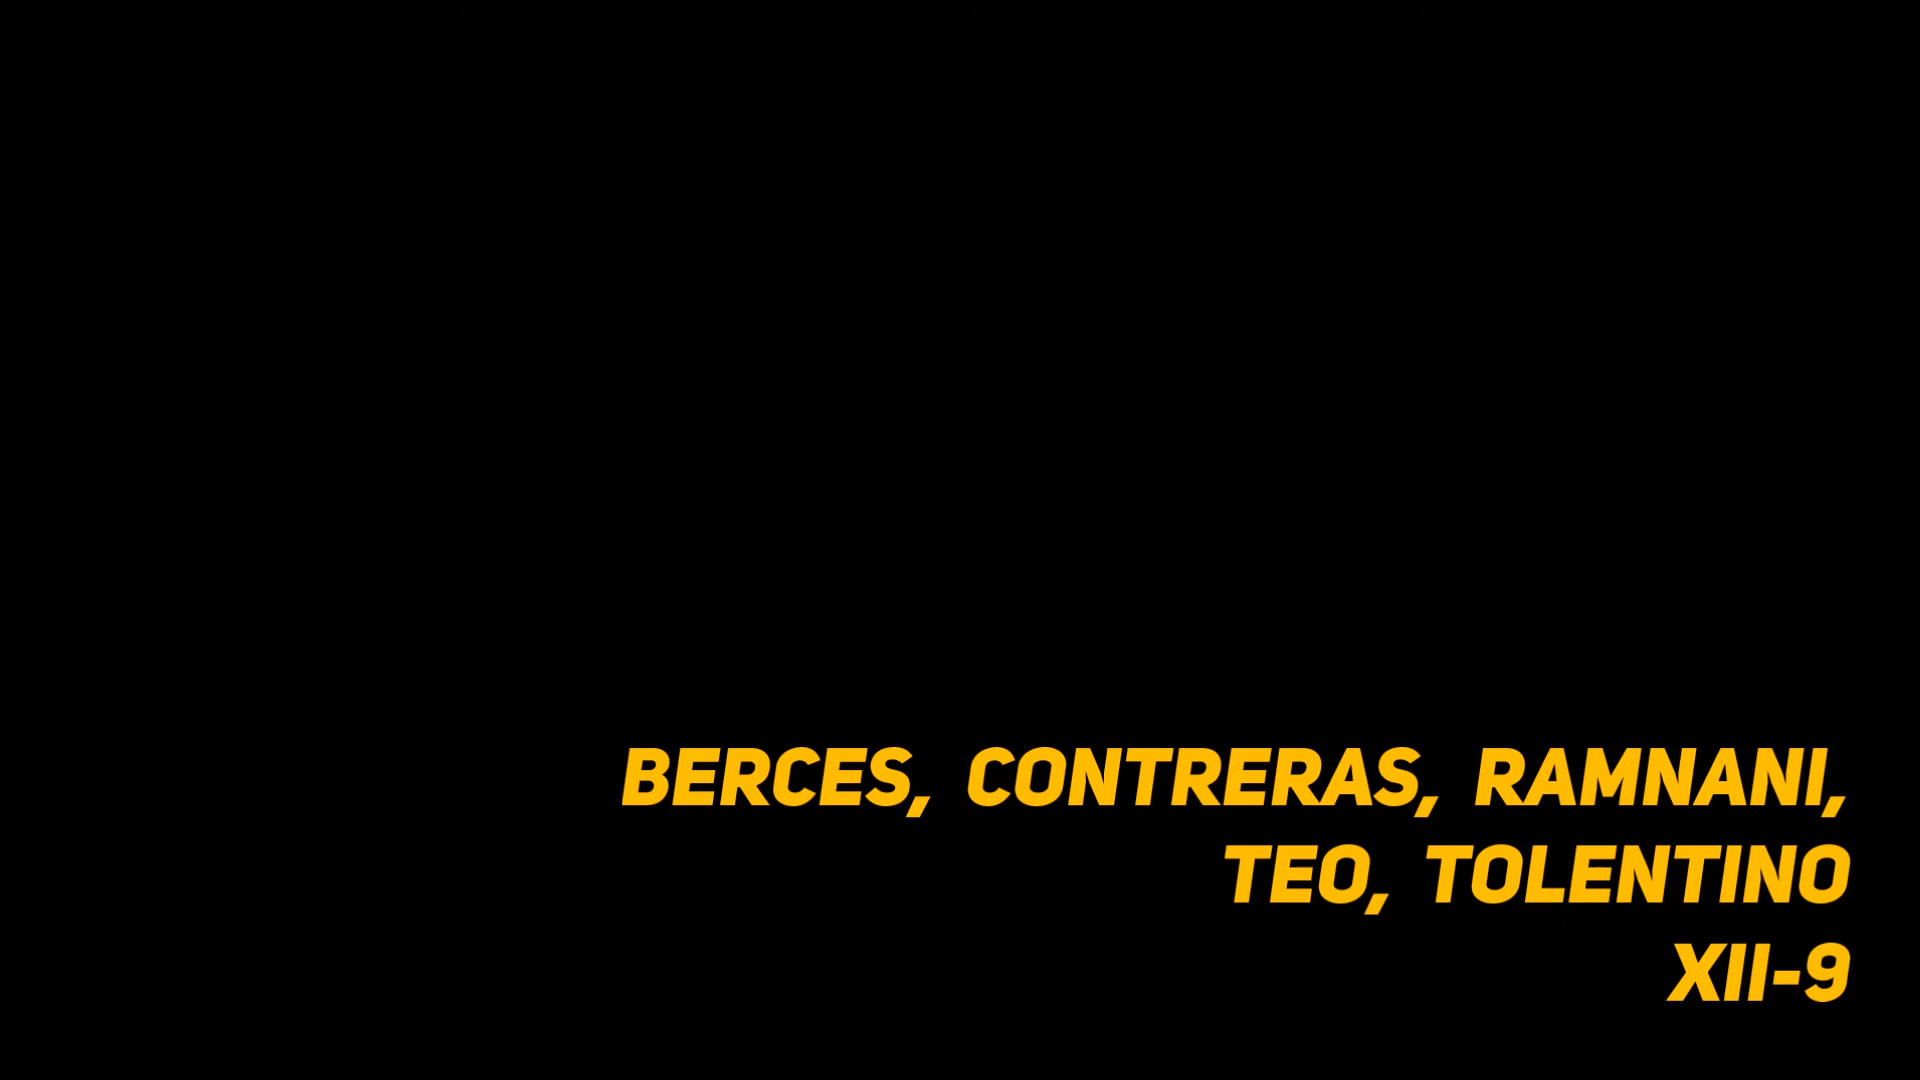 BERCES, CONTRERAS, RAMNANI,
TEO, TOLENTINO
XII-9